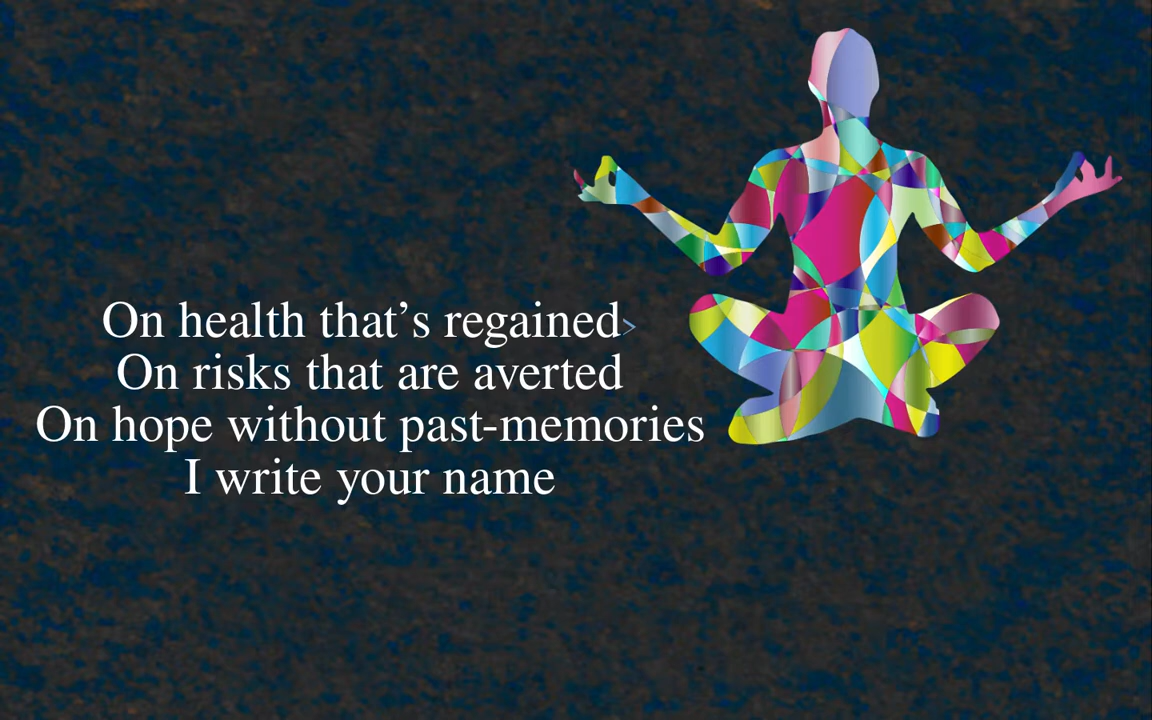 On health that’s regained>
On risks that are averted
On hope without past-memories
I write your name